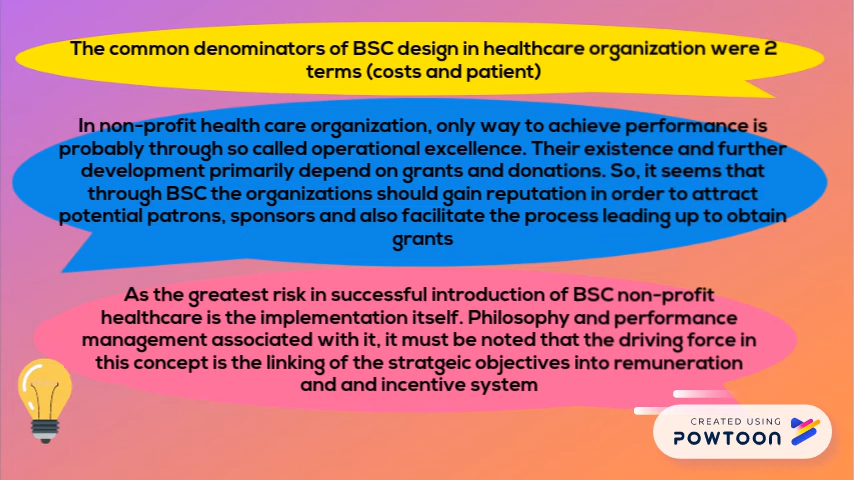 The common denominators of BSC design in healthcare organization were 2
terms (costs and patient)
In non-profit health care organization, only way to achieve performance is
probably through so called operational excellence. Their existence and further
development primarily depend on grants and donations. So, it seems that
through BSC the organizations should gain reputation in order to attract
potential patrons, sponsors and also facilitate the process leading up to obtain
grants
As the greatest risk in successful introduction of BSC non-profit
healthcare is the implementation itself. Philosophy and performance
management associated with it, it must be noted that the driving force in
this concept is the linking of the stratgeic objectives into remuneration
and and incentive system
CREATED USING
POWTOON